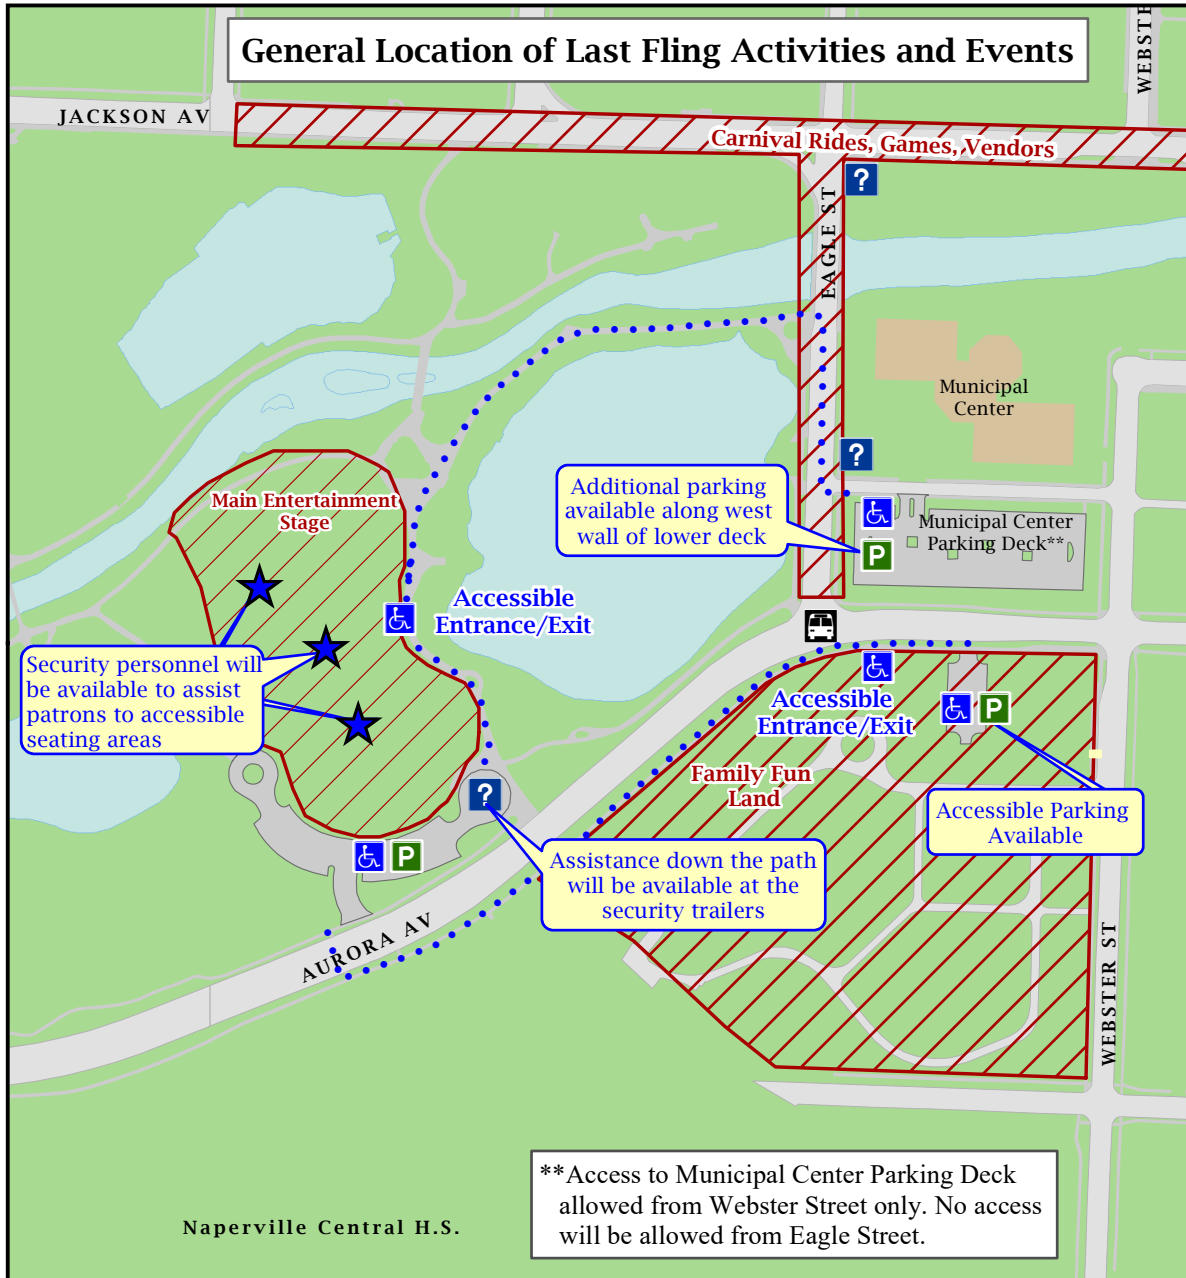 General Location of Last Fling Activities and Events
WEBSTE
JACKSON AV
Carnival Rides, Games, Vendors
?
EAGLE ST
Municipal
Center
?
Additional parking
available along west
wall of lower deck
Municipal Center
Parking Deck**
P
Main Entertainment
Stage
Accessible
Entrance/Exit
Security personnel will
be available to assist
patrons to accessible
seating areas
Accessible
Entrance/Exit
P
Family Fun
Land
?
Accessible Parking
Available
Assistance down the path
will be available at the
security trailers
P
AURORA AV
WEBSTER ST
**Access to Municipal Center Parking Deck
allowed from Webster Street only. No access
will be allowed from Eagle Street.
Naperville Central H.S.